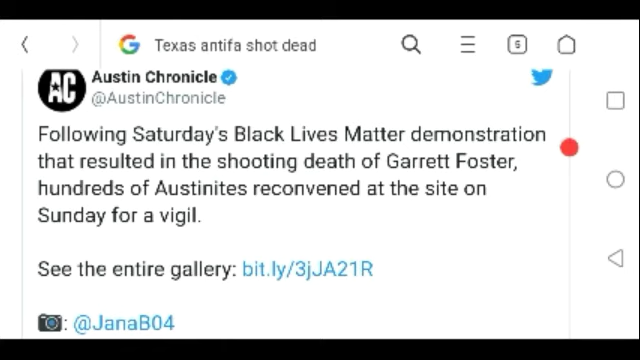 Texas antifa shot dead
5
AC
Austin Chronicle
@AustinChronicle
Following Saturday's Black Lives Matter demonstration
that resulted in the shooting death of Garrett Foster,
hundreds of Austinites reconvened at the site on
Sunday for a vigil.
See the entire gallery: bit.ly/3jJA21R
📷: @JanaB04